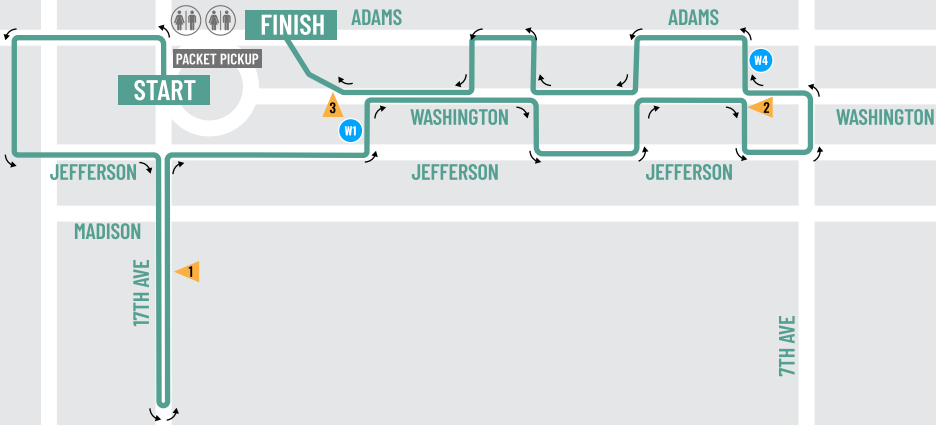 FINISH
ADAMS
ADAMS
PACKET PICKUP
W4
START
3
2
W1
WASHINGTON
WASHINGTON
JEFFERSON
JEFFERSON
JEFFERSON
MADISON
1
17TH AVE
7TH AVE